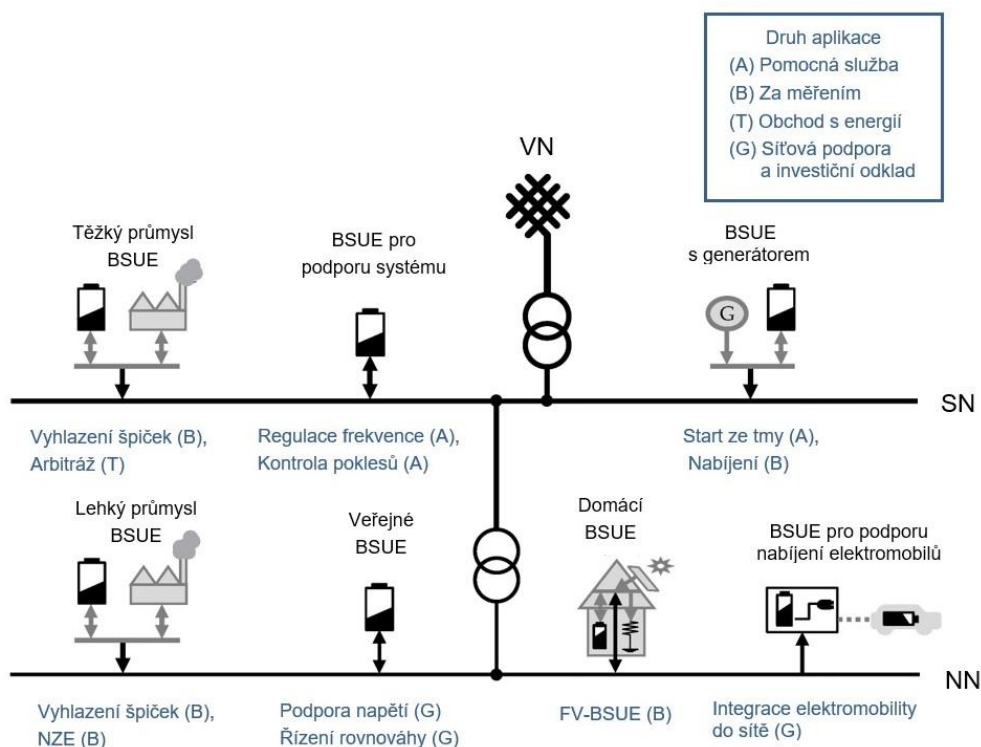 Druh aplikace
(A) Pomocná služba
(B) Za měřením
(T) Obchod s energií
(G) Síťová podpora
a investiční odklad
VN
Těžký průmysl
BSUE
BSUE pro
podporu systému
BSUE
s generátorem
G
SN
Vyhlazení špiček (B),
Arbitráž (T)
Regulace frekvence (A),
Kontrola poklesů (A)
Start ze tmy (A),
Nabíjení (B)
Lehký průmysl
BSUE
Veřejné
BSUE
Domácí
BSUE
BSUE pro podporu
nabíjení elektromobilů
NN
Vyhlazení špiček (B),
NZE (B)
Podpora napětí (G)
Řízení rovnováhy (G)
FV-BSUE (B)
Integrace elektromobility
do sítě (G)